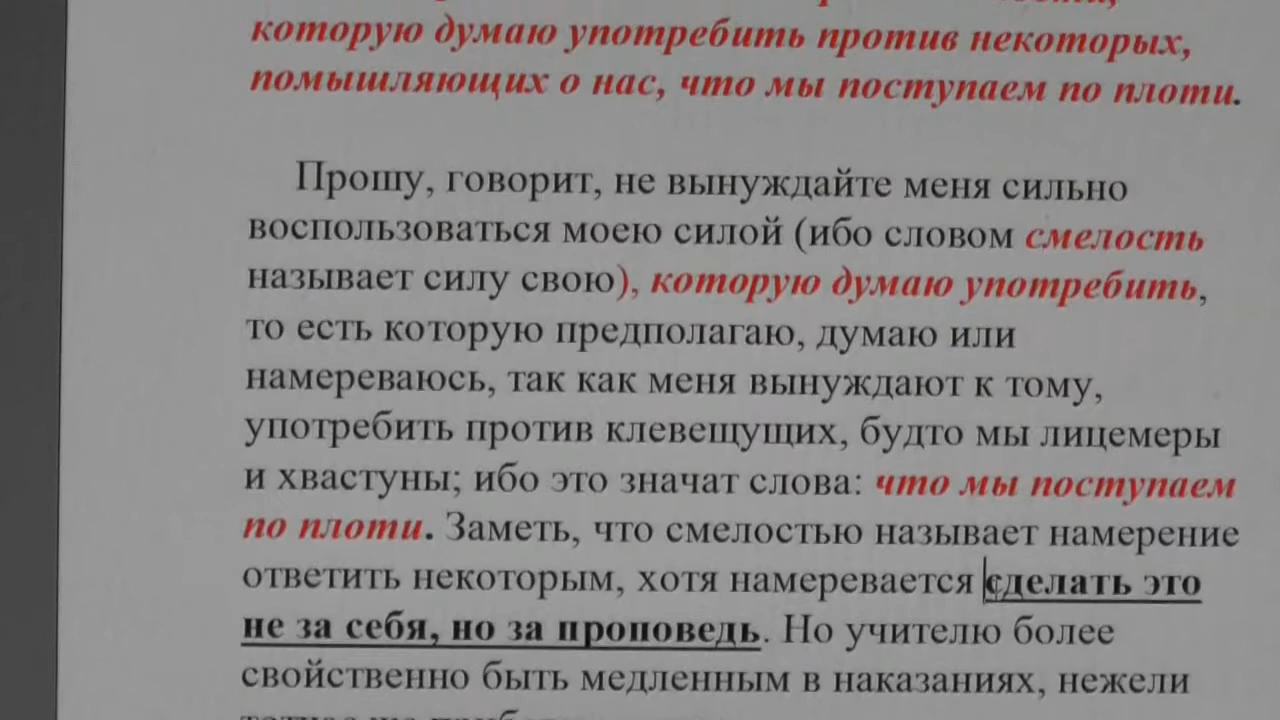 которую думаю употребить против некоторых,
помышляющих о нас, что мы поступаем по плоти.
Прошу, говорит, не вынуждайте меня сильно
воспользоваться моею силой (ибо словом смелость
называет силу свою), которую думаю употребить,
то есть которую предполагаю, думаю или
намереваюсь, так как меня вынуждают к тому,
употребить против клевещущих, будто мы лицемеры
и хвастуны; ибо это значат слова: что мы поступаем
по плоти. Заметь, что смелостью называет намерение
ответить некоторым, хотя намеревается сделать это
не за себя, но за проповедь. Но учителю более
свойственно быть медленным в наказаниях, нежели